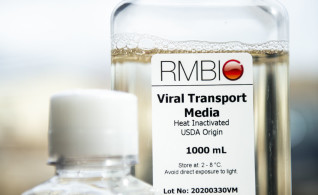 RMBIO
Viral Transport
Media
Heat Inactivated
USDA Origin
1000 mL
Store at: 2 - 8 °C.
Avoid direct exposure to light.
Lot No: 20200330VM